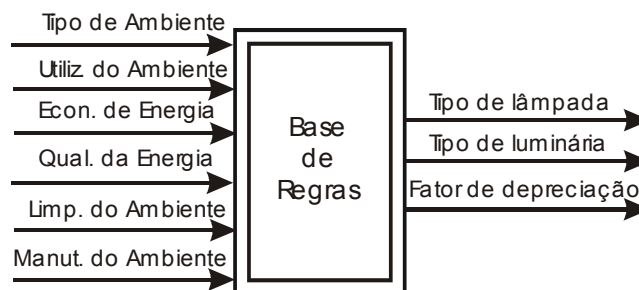 Tipo de Ambiente
Utiliz. do Ambiente
Econ. de Energia
Qual. da Energia
Limp. do Ambiente
Manut. do Ambiente
Base
de
Regras
Tipo de lâmpada
Tipo de luminária
Fator de depreciação